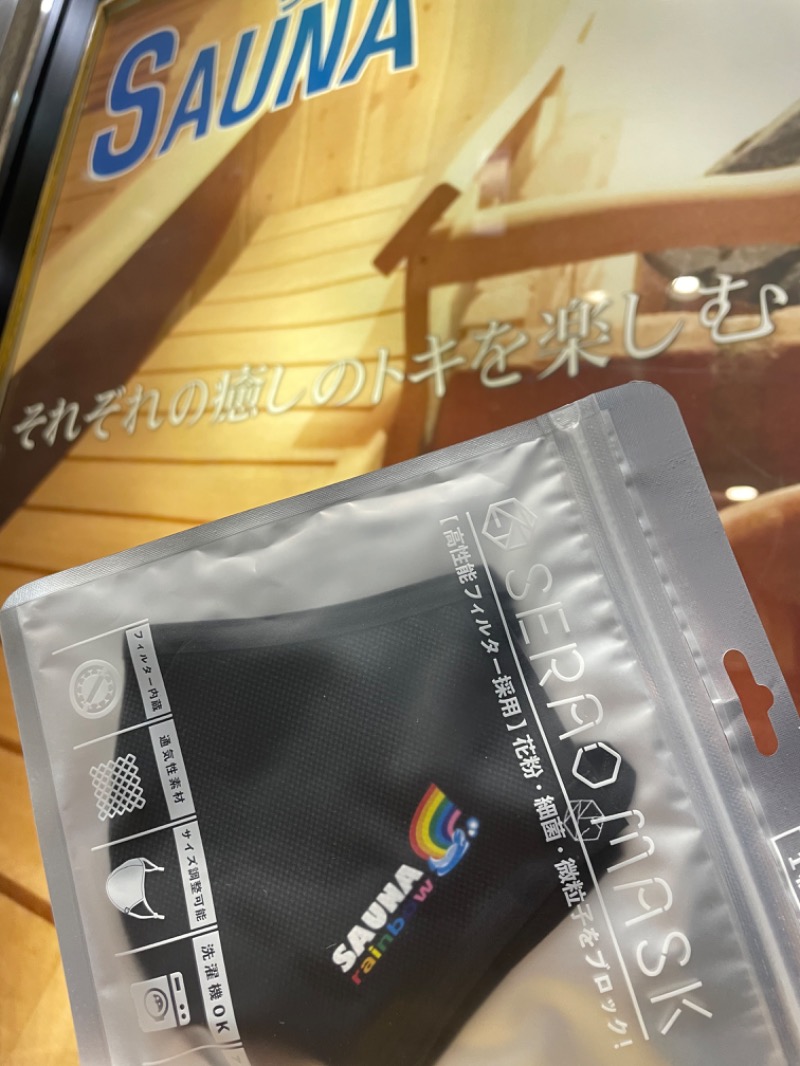 SAUNA
それぞれの癒しのトキを楽しむ
SERAO MASK
【高性能フィルター採用】花粉・細菌・微粒子をブロック!
フィルター内蔵
通気性素材
サイズ調整可能
洗濯機OK
SAUNA
rainbow